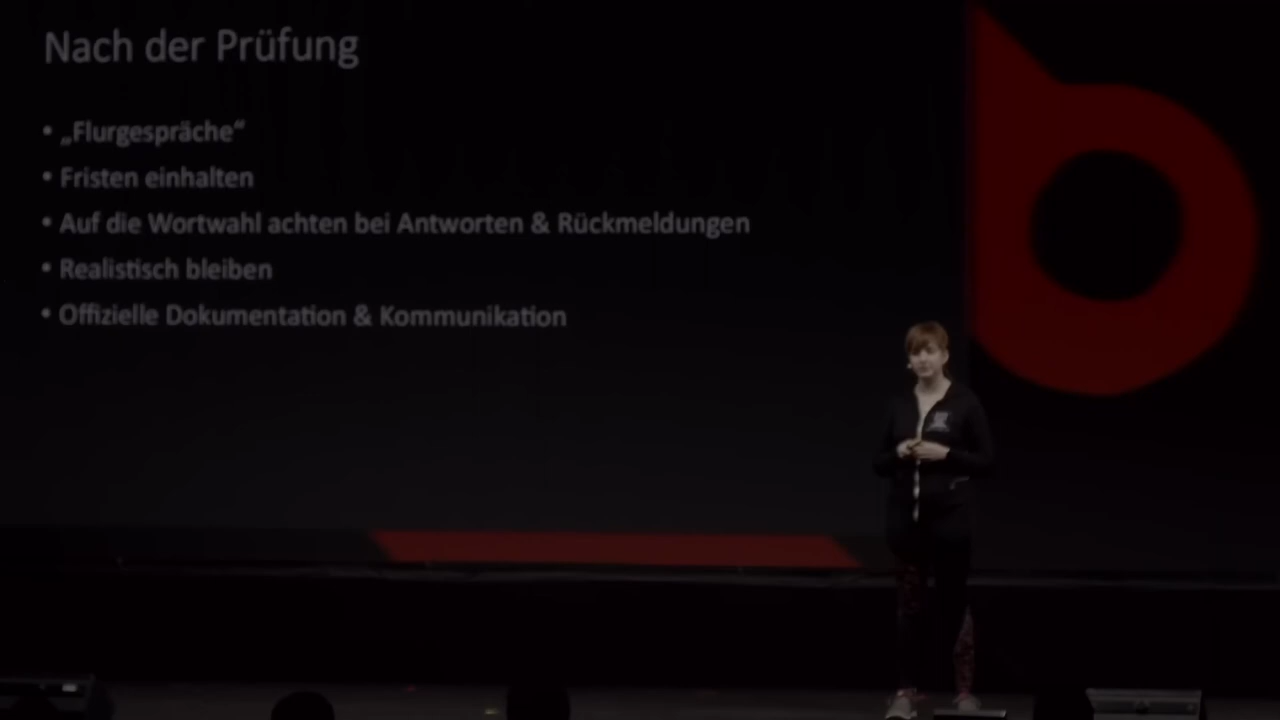 Nach der Prüfung
• „Flurgespräche“
• Fristen einhalten
• Auf die Wortwahl achten bei Antworten & Rückmeldungen
• Realistisch bleiben
• Offizielle Dokumentation & Kommunikation